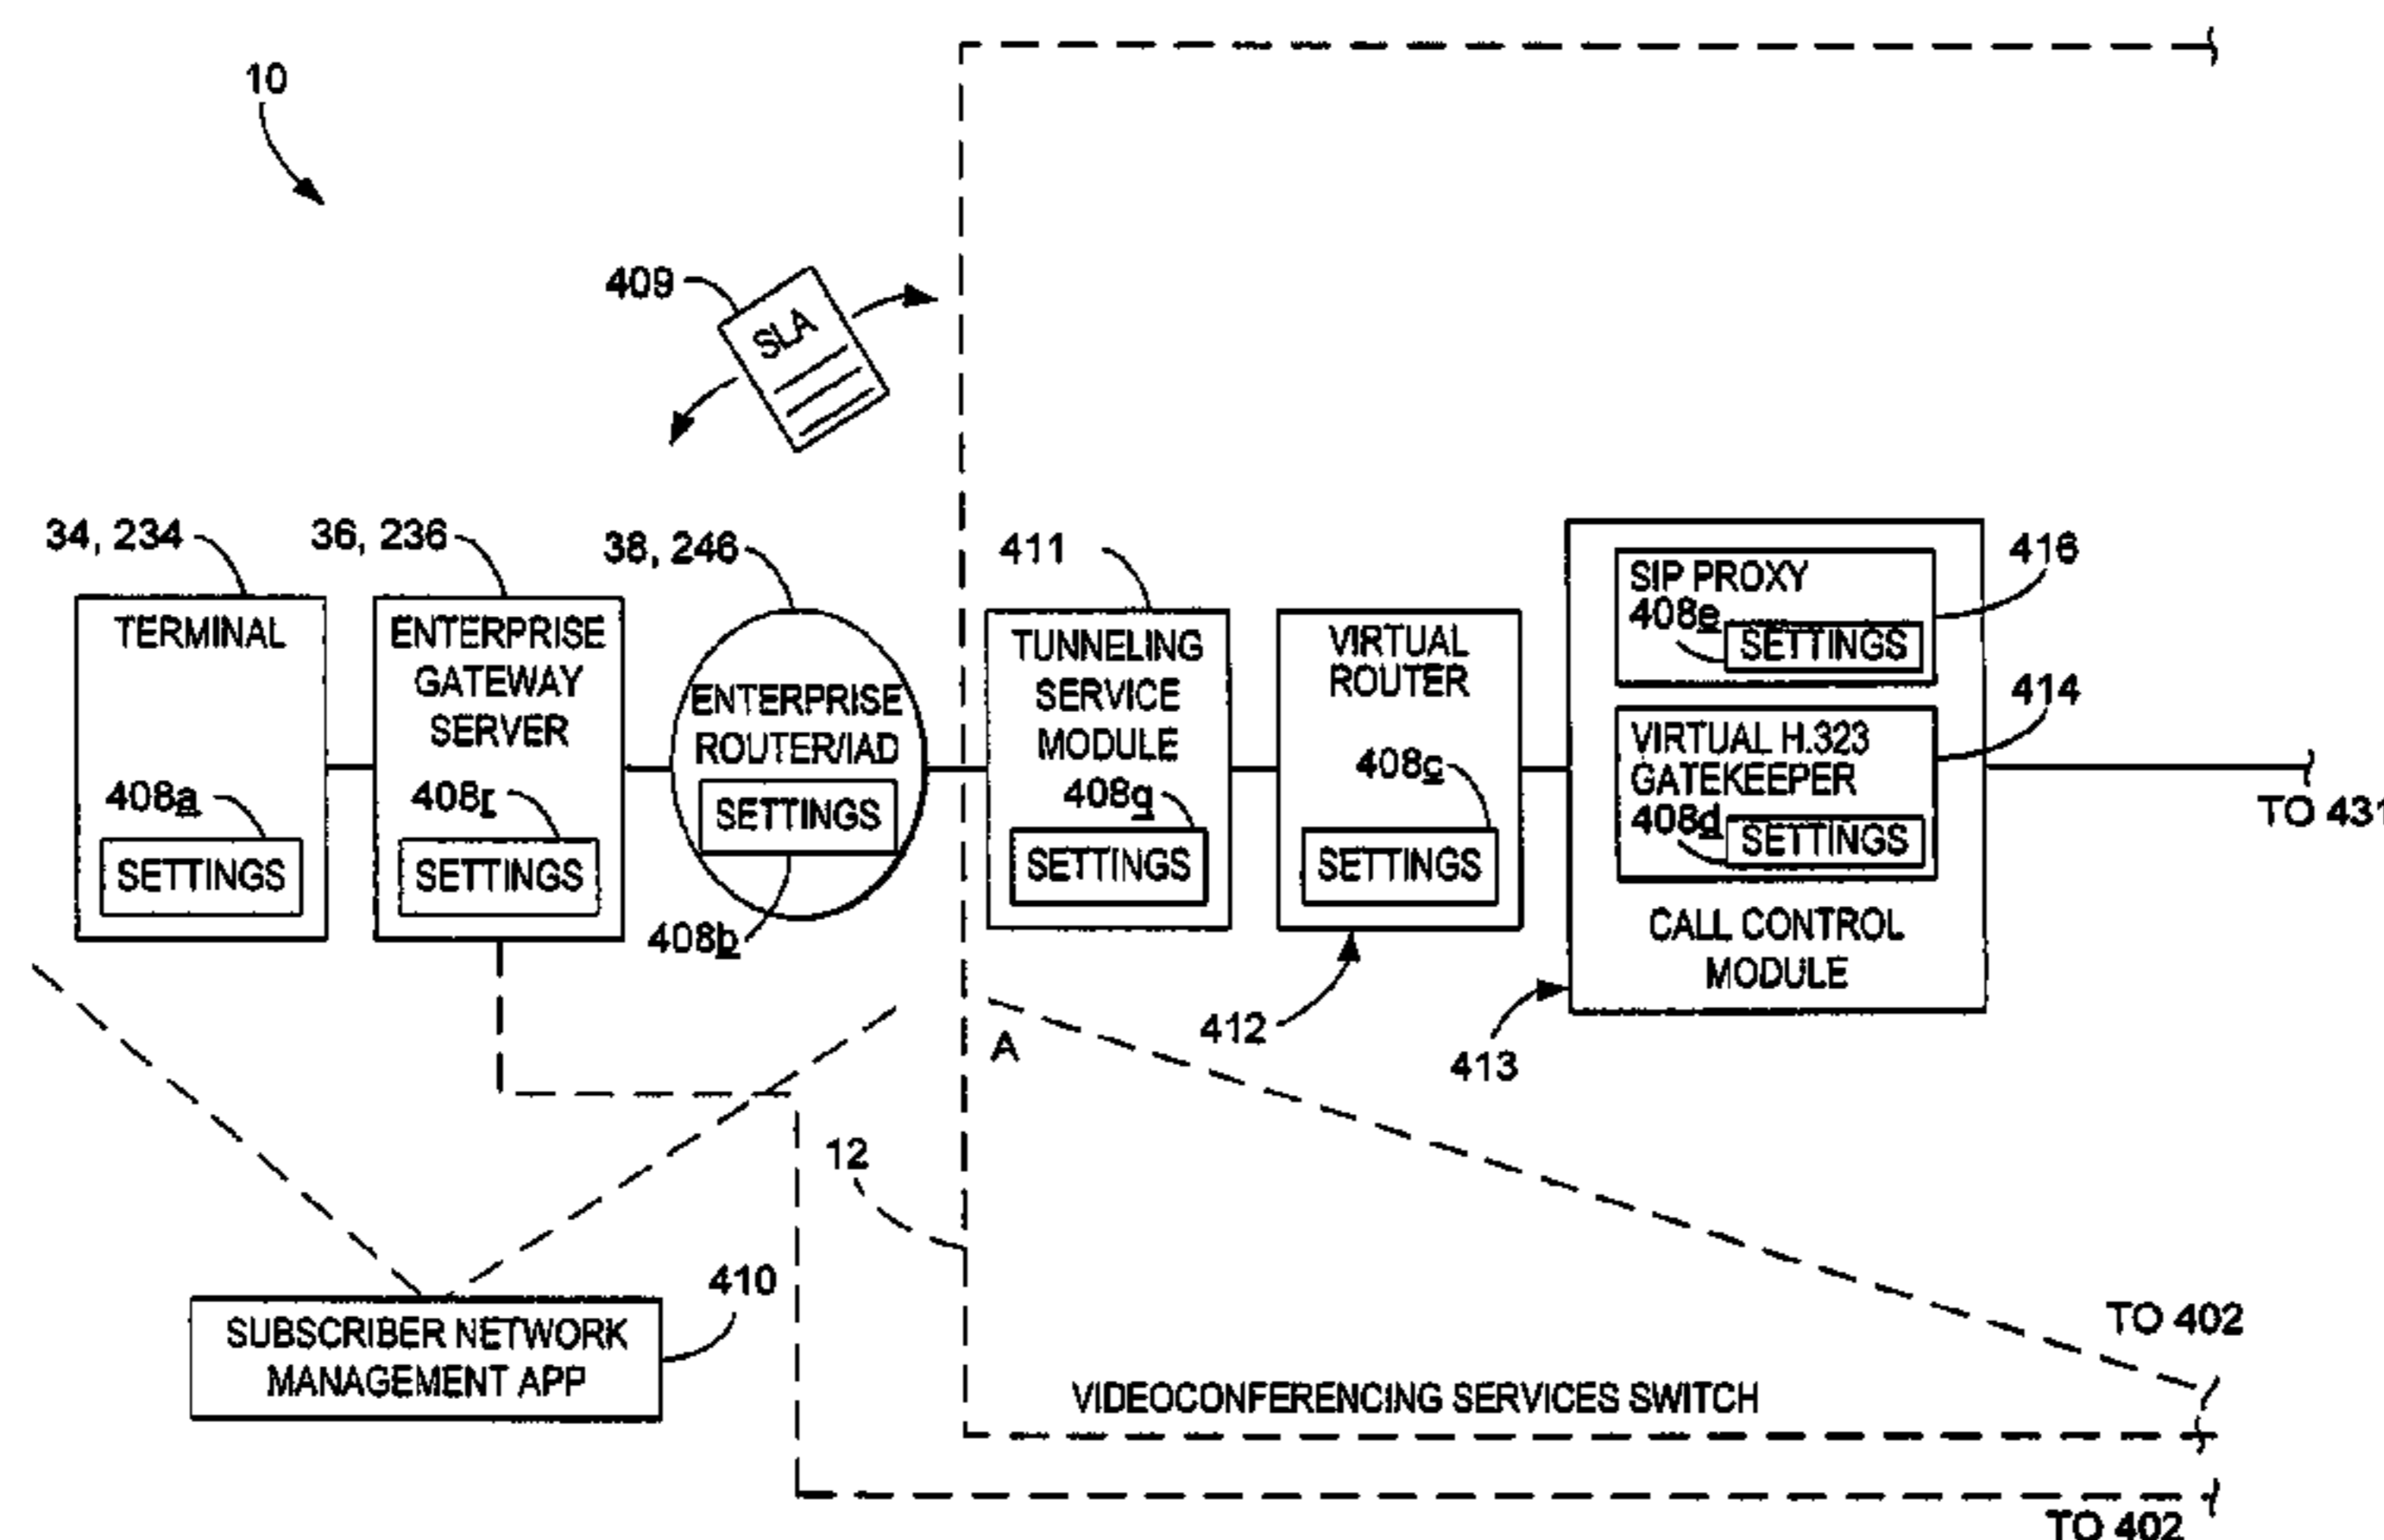 10
409
SLA
34, 234
36, 236
38, 246
411
416
TERMINAL
ENTERPRISE
GATEWAY
SERVER
ENTERPRISE
ROUTER/IAD
TUNNELING
SERVICE
MODULE
VIRTUAL
ROUTER
SIP PROXY
408e
SETTINGS
414
VIRTUAL H.323
GATEKEEPER
408d
SETTINGS
CALL CONTROL
MODULE
408a
SETTINGS
408r
SETTINGS
SETTINGS
408b
408q
SETTINGS
408c
SETTINGS
TO 431
412
413
A
12
410
SUBSCRIBER NETWORK
MANAGEMENT APP
TO 402
VIDEOCONFERENCING SERVICES SWITCH
TO 402